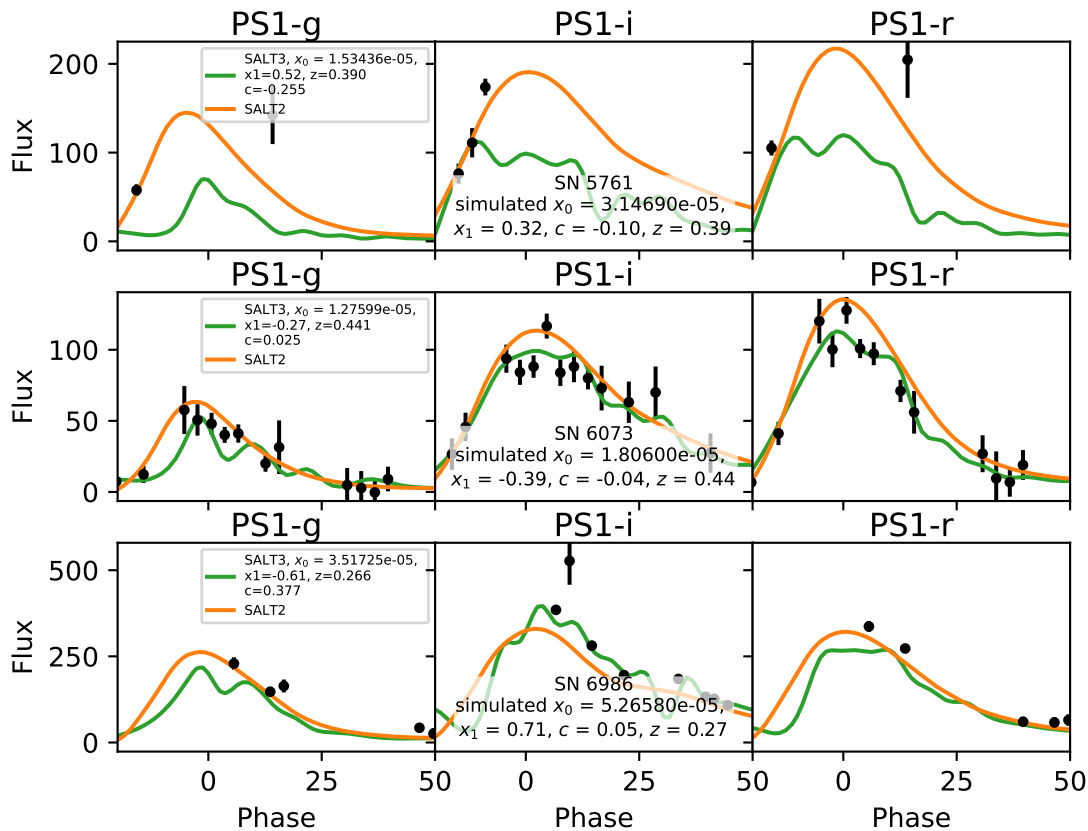 PS1-g PS1-i PS1-r
200
100
0
Flux
SALT3, x₀ = 1.53436e-05,
x1=0.52, z=0.390
c=-0.255
SALT2
SN 5761
simulated x₀ = 3.14690e-05,
x₁ = 0.32, c = -0.10, z = 0.39
PS1-g PS1-i PS1-r
100
50
0
Flux
SALT3, x₀ = 1.27599e-05,
x1=-0.27, z=0.441
c=0.025
SALT2
SN 6073
simulated x₀ = 1.80600e-05,
x₁ = -0.39, c = -0.04, z = 0.44
PS1-g PS1-i PS1-r
500
250
0
Flux
SALT3, x₀ = 3.51725e-05,
x1=-0.61, z=0.266
c=0.377
SALT2
SN 6986
simulated x₀ = 5.26580e-05,
x₁ = 0.71, c = 0.05, z = 0.27
0 25 50 0 25 50 0 25 50
Phase Phase Phase